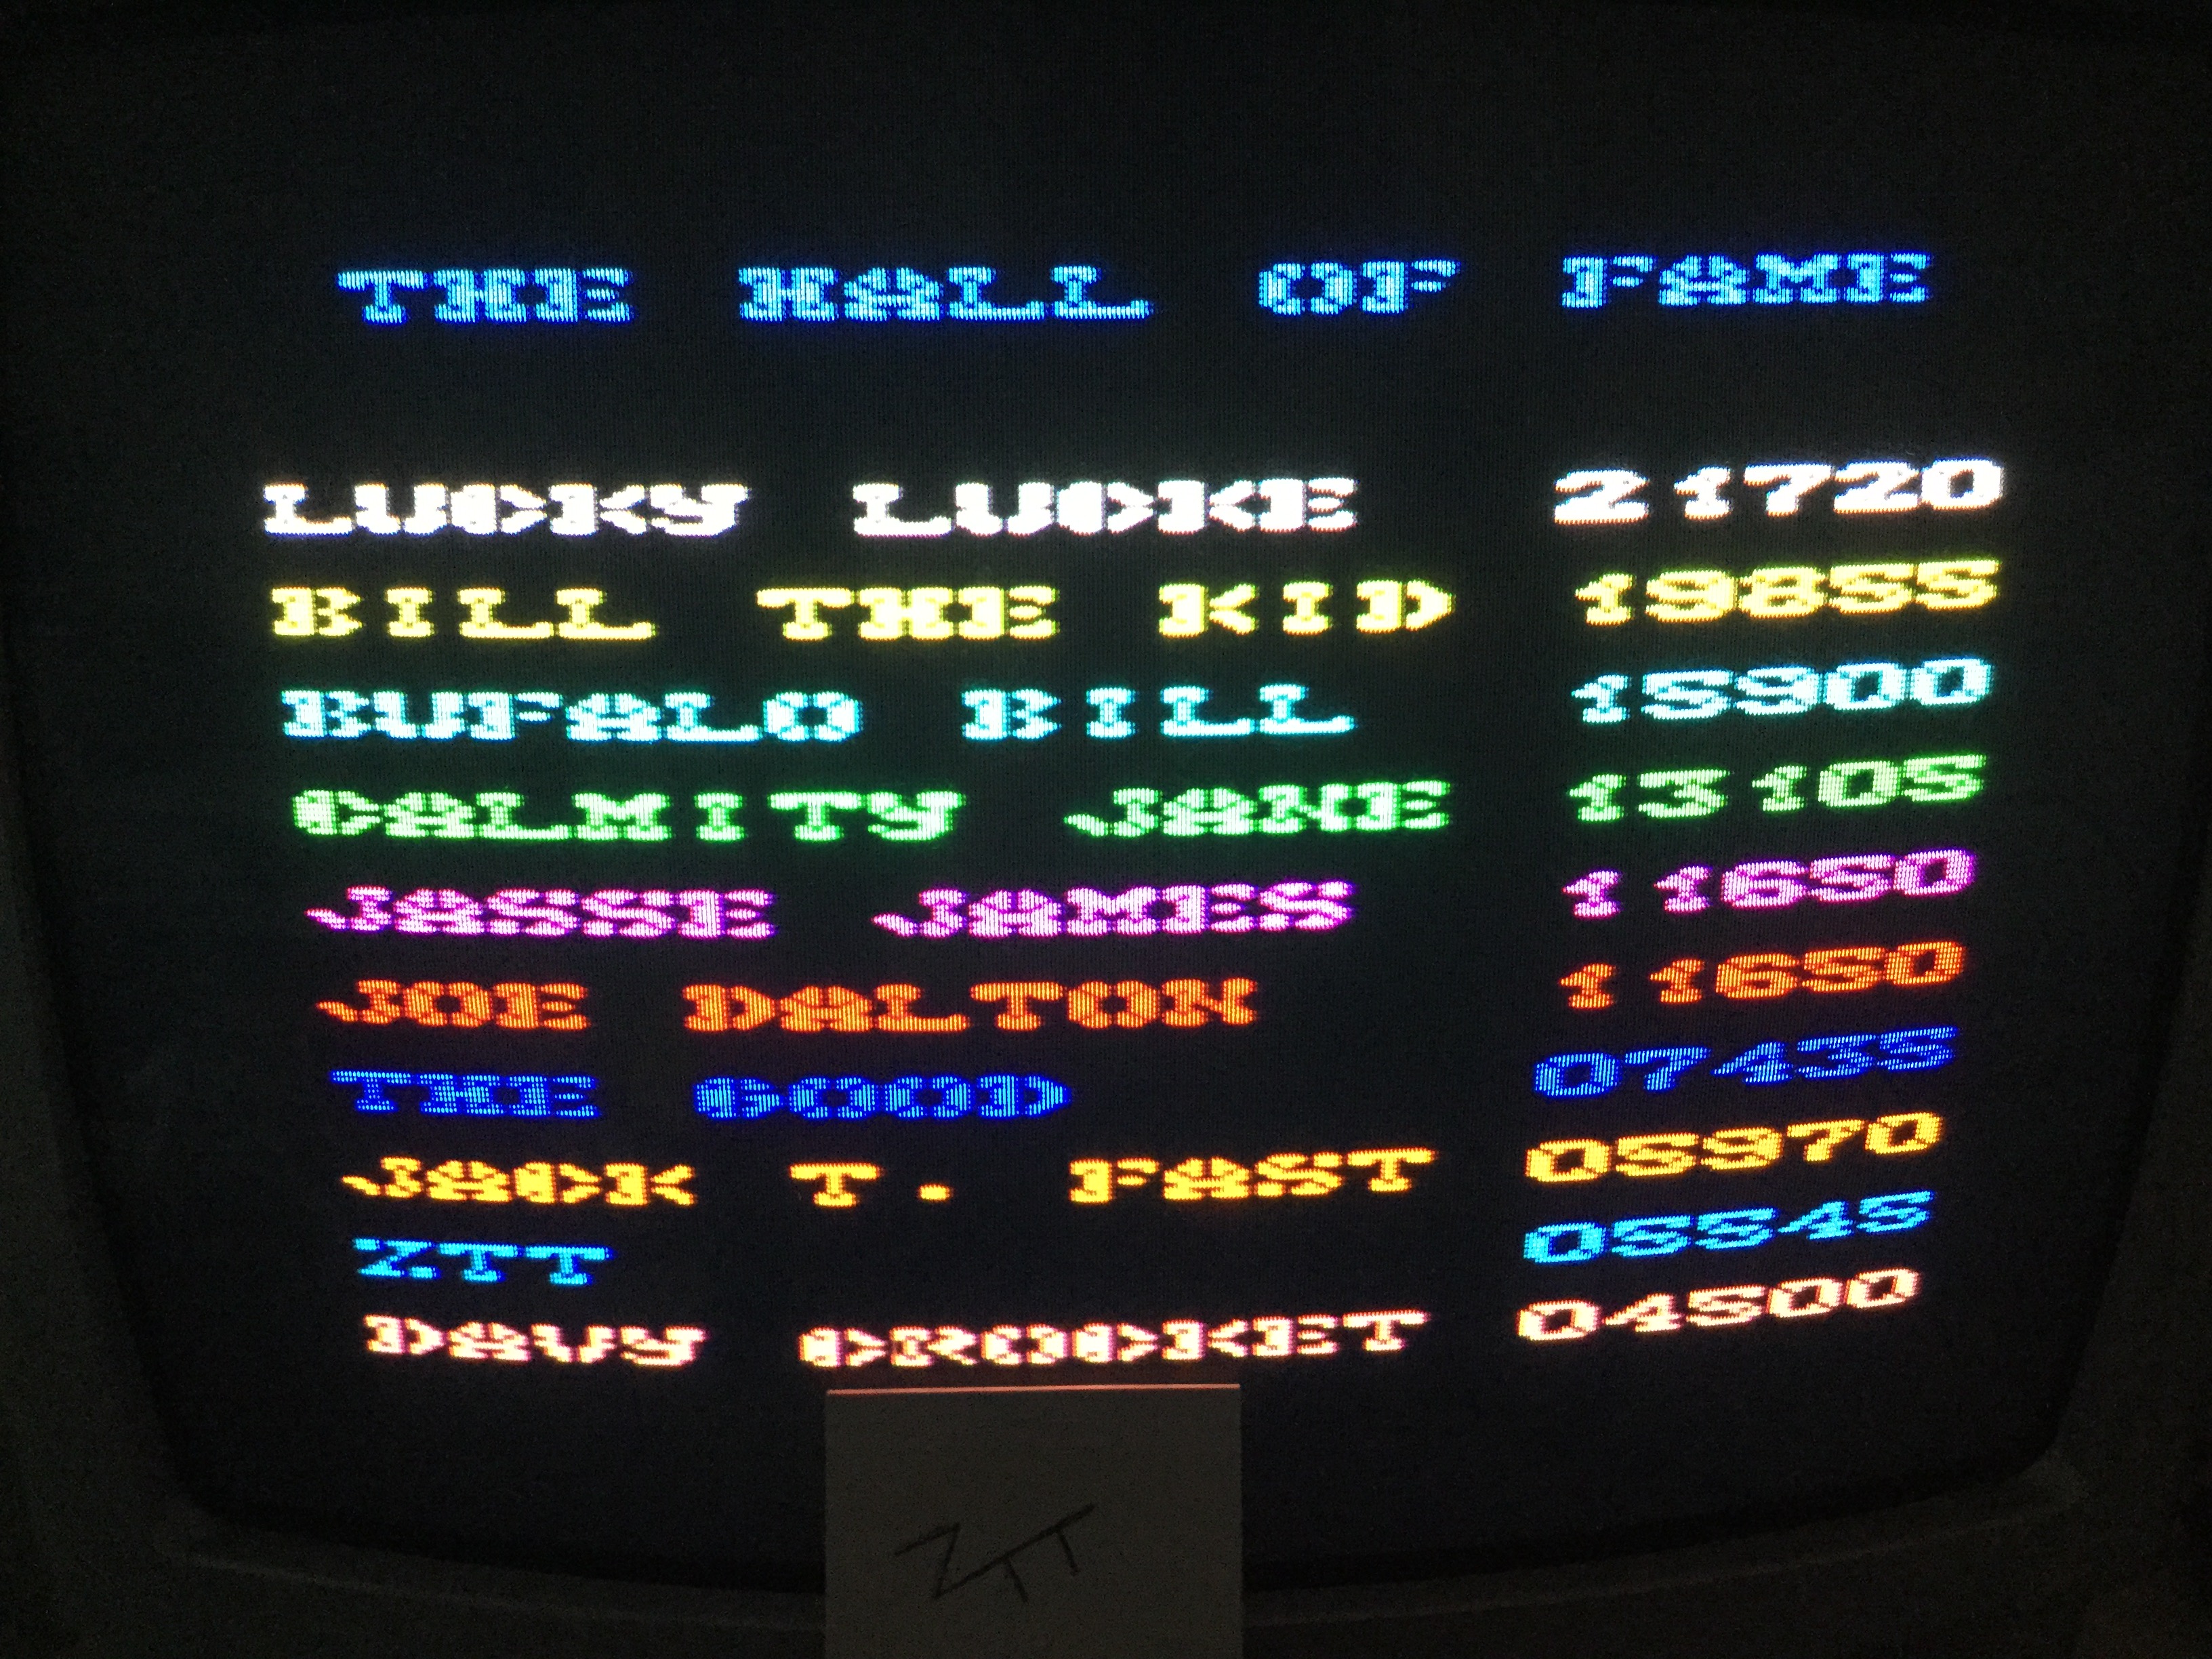 THE HALL OF FAME
LUCKY LUCKE 21720
BILL THE KID 19855
BUFALO BILL 15900
CALMITY JANE 13105
JASSE JAMES 11650
JOE DALTON 11650
THE GOOD 07435
JACK T. FAST 05970
ZTT 05545
DAVY CROCKET 04500
ZTT